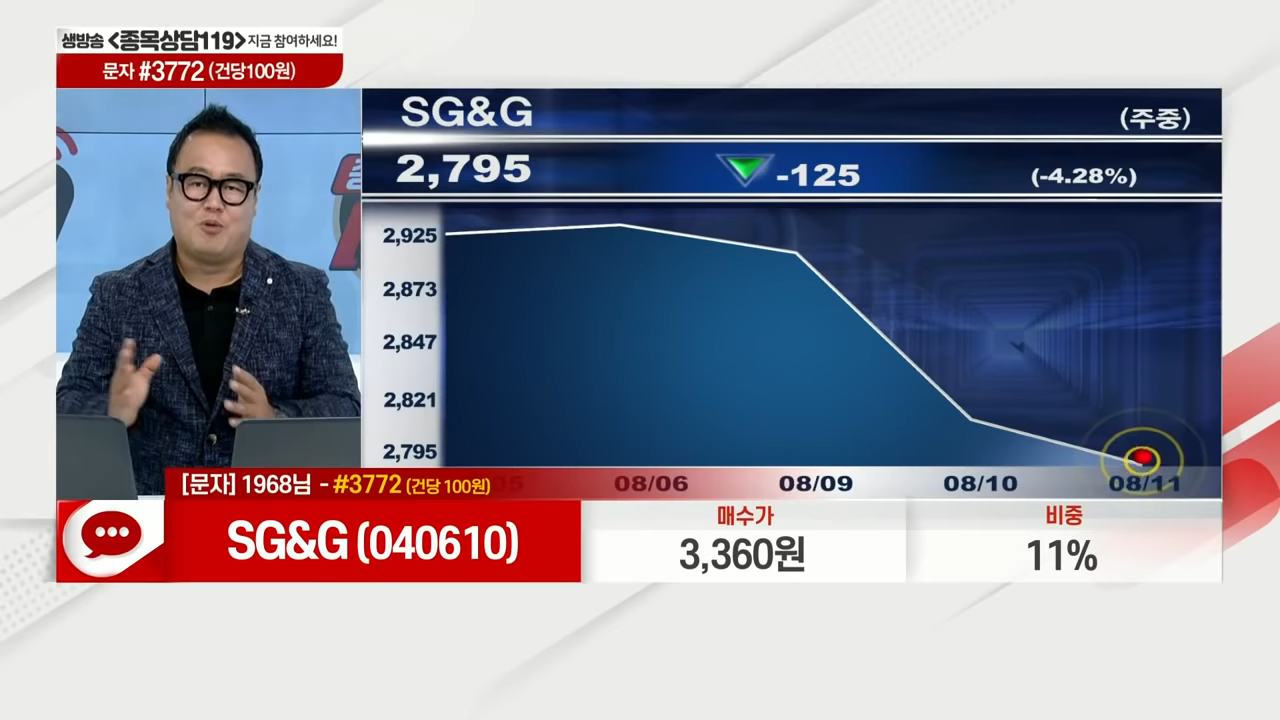 생방송 <종목상담119> 지금 참여하세요!
문자 #3772 (건당100원)
SG&G
(주중)
2,795 -125 (-4.28%)
2,925
2,873
2,847
2,821
2,795
08/06 08/09 08/10 08/11
[문자] 1968님 - #3772 (건당 100원)
SG&G (040610)
매수가
3,360원
비중
11%